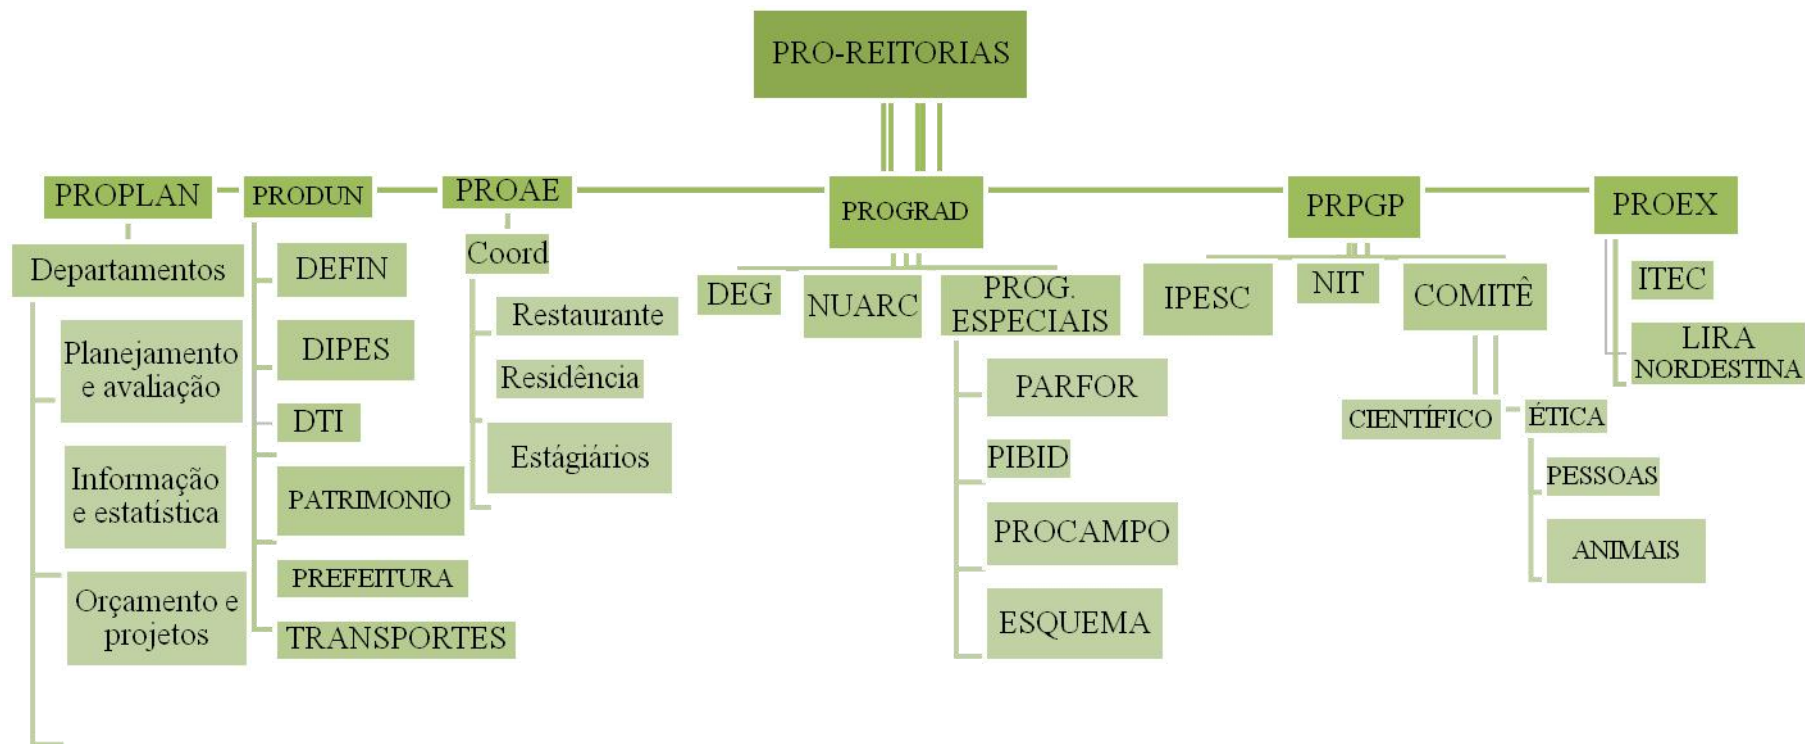 PRO-REITORIAS
PROPLAN
PRODUN
PROAE
PROGRAD
PRPGP
PROEX
Departamentos
Planejamento
e avaliação
Informação
e estatística
Orçamento e
projetos
DEFIN
DIPES
DTI
PATRIMONIO
PREFEITURA
TRANSPORTES
Coord
Restaurante
Residência
Estágiários
DEG
NUARC
PROG.
ESPECIAIS
PARFOR
PIBID
PROCAMPO
ESQUEMA
IPESC
NIT
COMITÊ
CIENTÍFICO
ÉTICA
PESSOAS
ANIMAIS
ITEC
LIRA
NORDESTINA